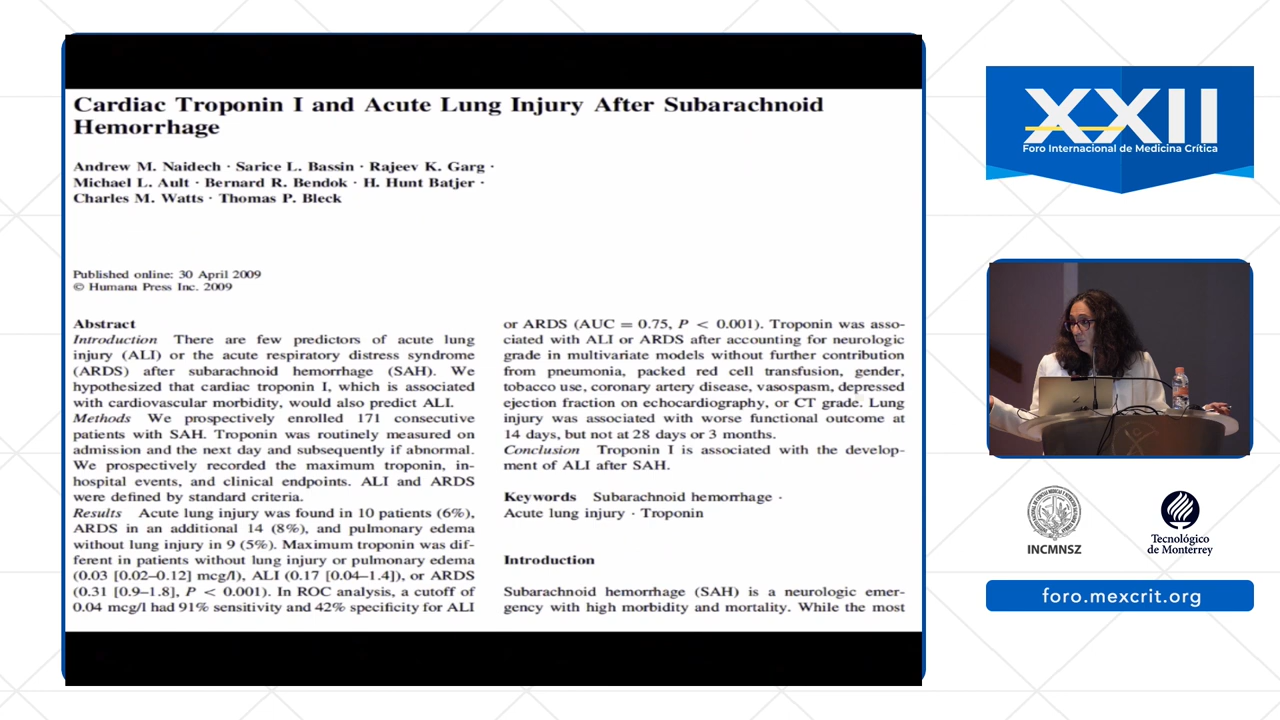 Cardiac Troponin I and Acute Lung Injury After Subarachnoid
Hemorrhage
Andrew M. Naidech · Sarice L. Bassin · Rajeev K. Garg ·
Michael L. Ault · Bernard R. Bendok · H. Hunt Batjer ·
Charles M. Watts · Thomas P. Bleck
Published online: 30 April 2009
© Humana Press Inc. 2009
Abstract
Introduction There are few predictors of acute lung
injury (ALI) or the acute respiratory distress syndrome
(ARDS) after subarachnoid hemorrhage (SAH). We
hypothesized that cardiac troponin I, which is associated
with cardiovascular morbidity, would also predict ALI.
Methods We prospectively enrolled 171 consecutive
patients with SAH. Troponin was routinely measured on
admission and the next day and subsequently if abnormal.
We prospectively recorded the maximum troponin, in-
hospital events, and clinical endpoints. ALI and ARDS
were defined by standard criteria.
Results Acute lung injury was found in 10 patients (6%),
ARDS in an additional 14 (8%), and pulmonary edema
without lung injury in 9 (5%). Maximum troponin was dif-
ferent in patients without lung injury or pulmonary edema
(0.03 [0.02–0.12] mcg/l), ALI (0.17 [0.04–1.4]), or ARDS
(0.31 [0.9–1.8], P < 0.001). In ROC analysis, a cutoff of
0.04 mcg/l had 91% sensitivity and 42% specificity for ALI
or ARDS (AUC = 0.75, P < 0.001). Troponin was asso-
ciated with ALI or ARDS after accounting for neurologic
grade in multivariate models without further contribution
from pneumonia, packed red cell transfusion, gender,
tobacco use, coronary artery disease, vasospasm, depressed
ejection fraction on echocardiography, or CT grade. Lung
injury was associated with worse functional outcome at
14 days, but not at 28 days or 3 months.
Conclusion Troponin I is associated with the develop-
ment of ALI after SAH.
Keywords Subarachnoid hemorrhage ·
Acute lung injury · Troponin
Introduction
Subarachnoid hemorrhage (SAH) is a neurologic emer-
gency with high morbidity and mortality. While the most
XXII
Foro Internacional de Medicina Crítica
INCMNSZ
Tecnológico
de Monterrey
foro.mexcrit.org